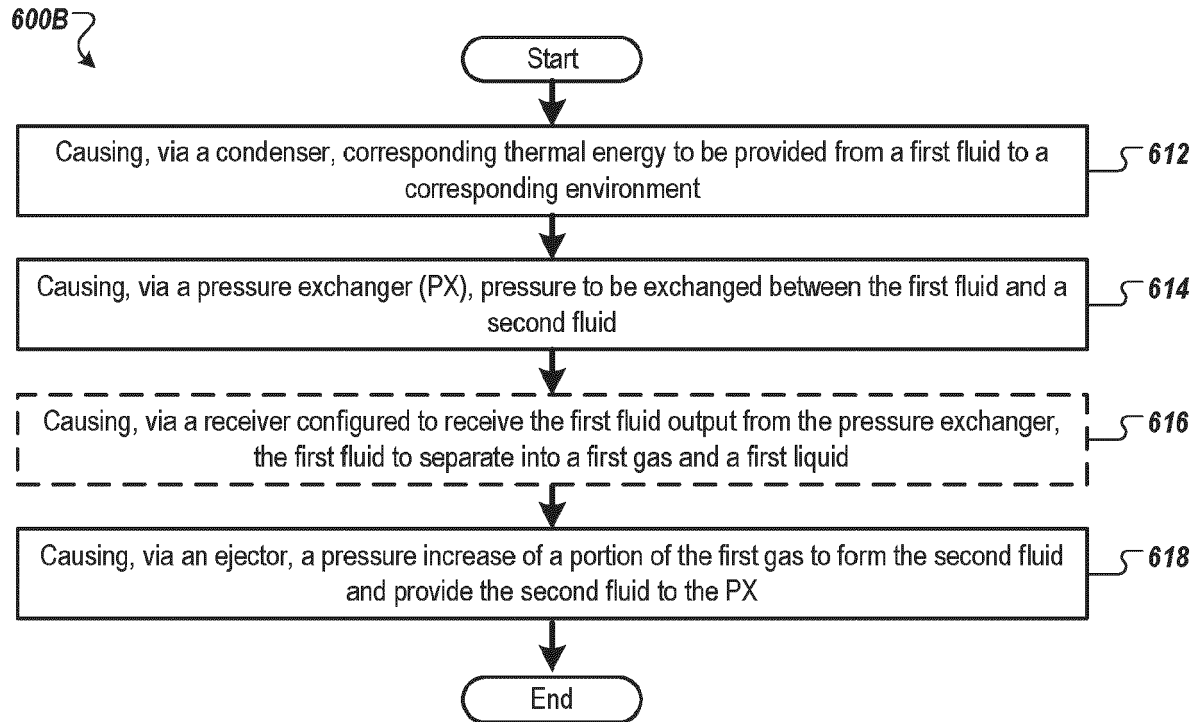 600B
Start
Causing, via a condenser, corresponding thermal energy to be provided from a first fluid to a
corresponding environment
612
Causing, via a pressure exchanger (PX), pressure to be exchanged between the first fluid and a
second fluid
614
Causing, via a receiver configured to receive the first fluid output from the pressure exchanger,
the first fluid to separate into a first gas and a first liquid
616
Causing, via an ejector, a pressure increase of a portion of the first gas to form the second fluid
and provide the second fluid to the PX
618
End